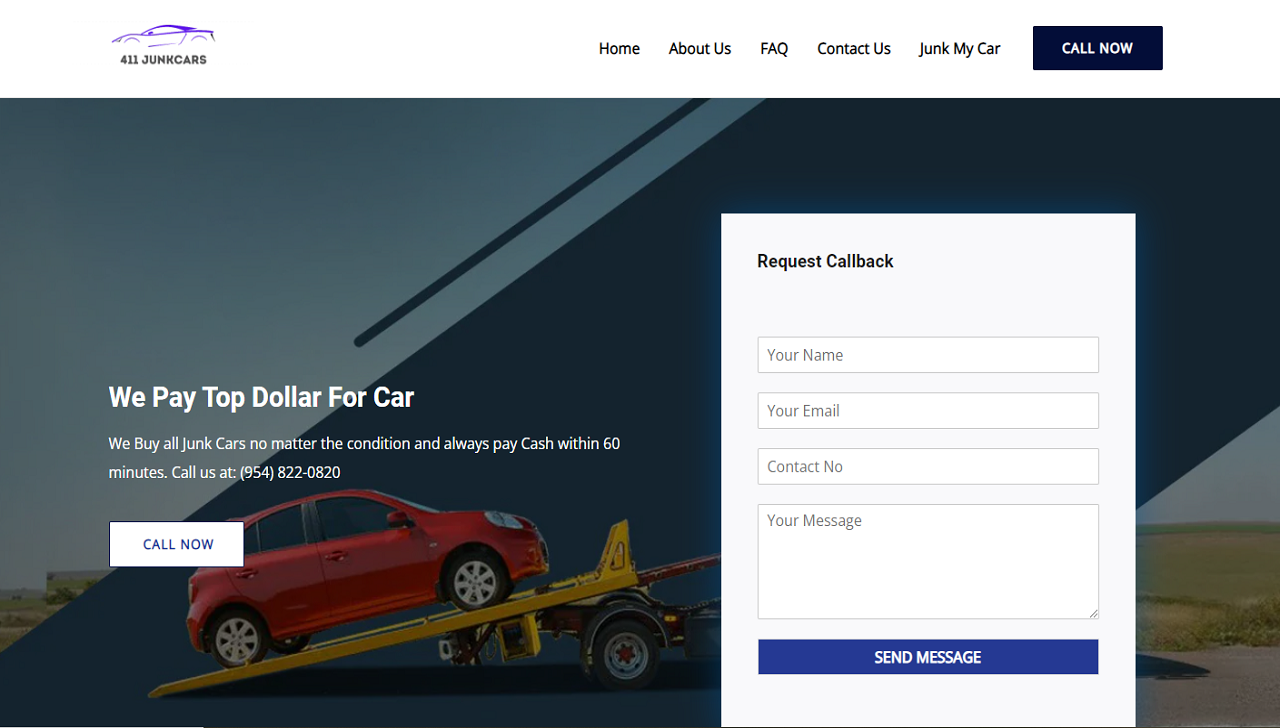 411 JUNKCARS
Home
About Us
FAQ
Contact Us
Junk My Car
CALL NOW
Request Callback
Your Name
Your Email
Contact No
Your Message
SEND MESSAGE
We Pay Top Dollar For Car
We Buy all Junk Cars no matter the condition and always pay Cash within 60
minutes. Call us at: (954) 822-0820
CALL NOW